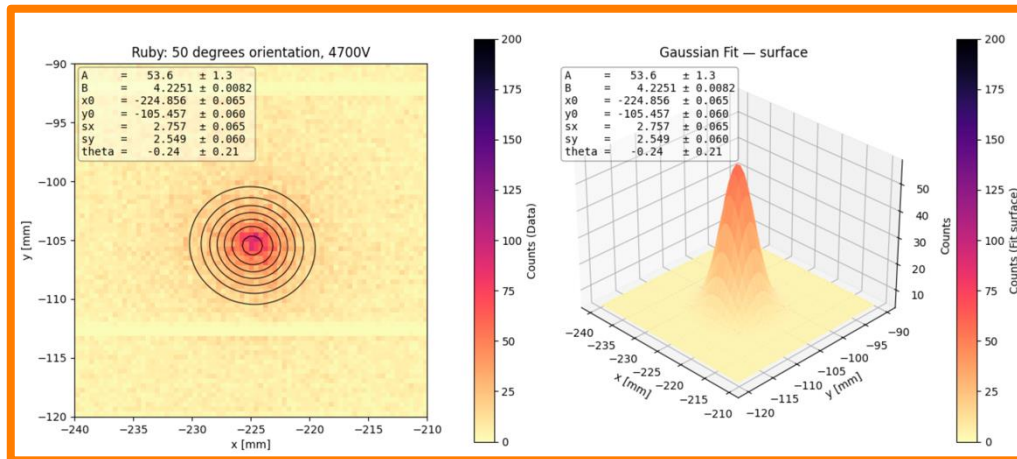 Ruby: 50 degrees orientation, 4700V
A = 53.6 ± 1.3
B = 4.2251 ± 0.0082
x0 = -224.856 ± 0.065
y0 = -105.457 ± 0.060
sx = 2.757 ± 0.065
sy = 2.549 ± 0.060
theta = -0.24 ± 0.21
−90
−95
−100
−105
−110
−115
−120
y [mm]
−240
−235
−230
−225
−220
−215
−210
x [mm]
200
175
150
125
100
75
50
25
0
Counts (Data)
Gaussian Fit — surface
A = 53.6 ± 1.3
B = 4.2251 ± 0.0082
x0 = -224.856 ± 0.065
y0 = -105.457 ± 0.060
sx = 2.757 ± 0.065
sy = 2.549 ± 0.060
theta = -0.24 ± 0.21
50
40
30
20
10
Counts
−240
−235
−230
−225
−220
−215
−210
x [mm]
−90
−95
−100
−105
−110
−115
−120
y [mm]
200
175
150
125
100
75
50
25
0
Counts (Fit surface)